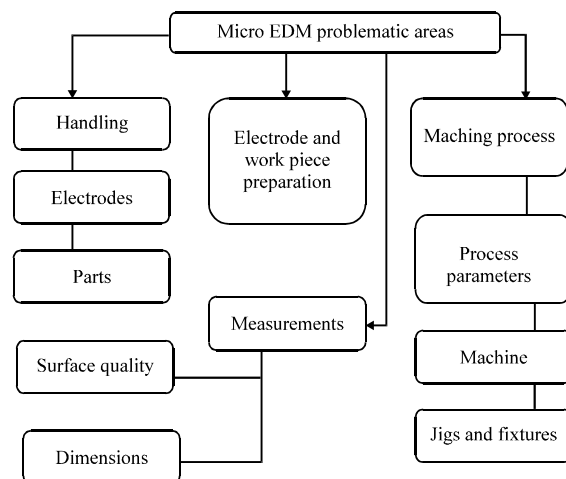 Micro EDM problematic areas
Handling
Electrodes
Parts
Electrode and
work piece
preparation
Maching process
Process
parameters
Machine
Jigs and fixtures
Measurements
Surface quality
Dimensions